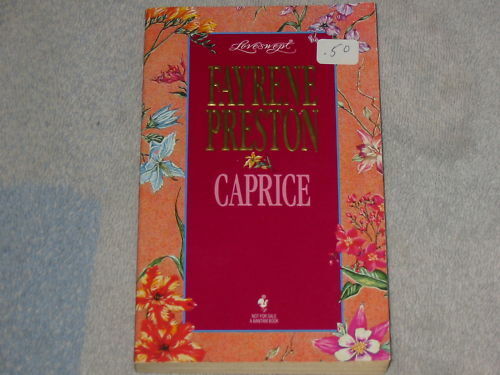 Loveswept
.50
FAYRENE
PRESTON
CAPRICE
NOT FOR SALE
A BANTAM BOOK